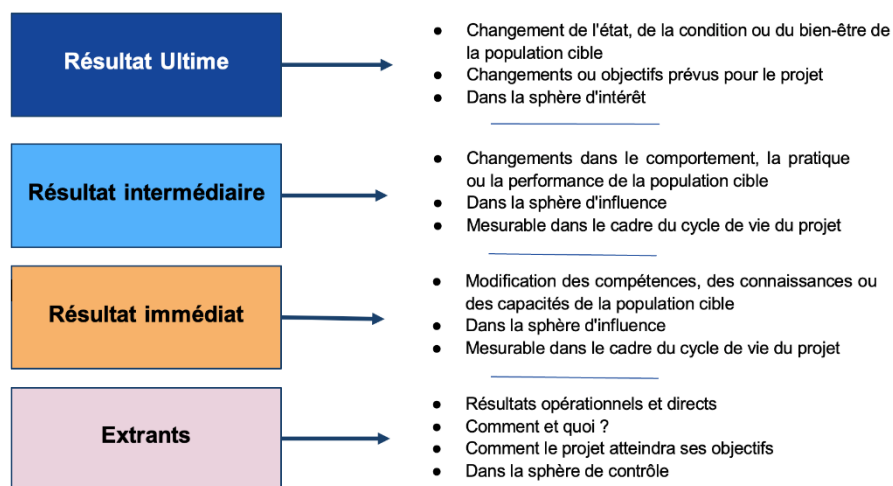 Résultat Ultime
● Changement de l'état, de la condition ou du bien-être de
la population cible
● Changements ou objectifs prévus pour le projet
● Dans la sphère d'intérêt
Résultat intermédiaire
● Changements dans le comportement, la pratique
ou la performance de la population cible
● Dans la sphère d'influence
● Mesurable dans le cadre du cycle de vie du projet
Résultat immédiat
● Modification des compétences, des connaissances ou
des capacités de la population cible
● Dans la sphère d'influence
● Mesurable dans le cadre du cycle de vie du projet
Extrants
● Résultats opérationnels et directs
● Comment et quoi ?
● Comment le projet atteindra ses objectifs
● Dans la sphère de contrôle